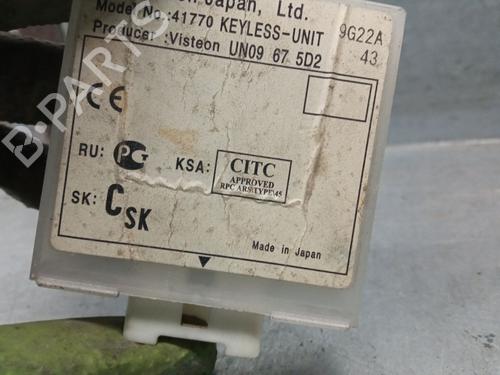 Japan, Ltd.
Model No.:41770 KEYLESS-UNIT
9G22A
Producer :Visteon UN09 67 5D2
43
CE
RU: PG
KSA: CITC
APPROVED
SK: CSK
Made in Japan
B-PARTS